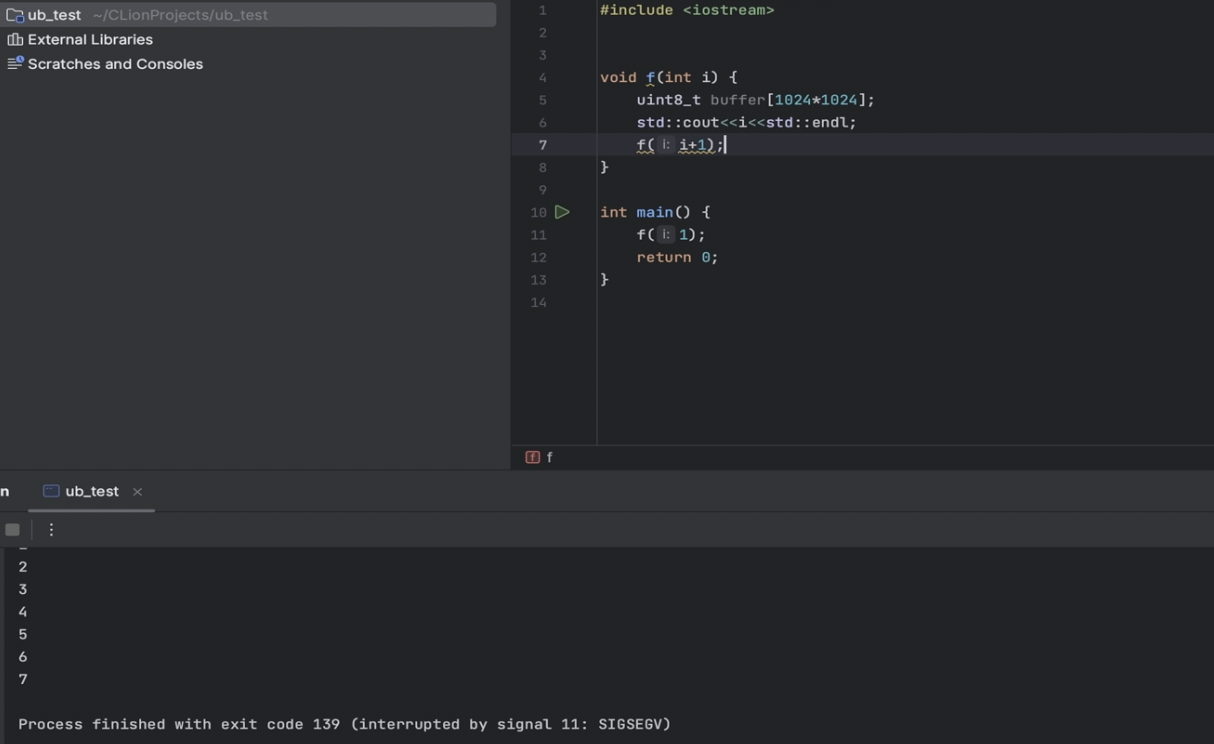 ub_test ~/CLionProjects/ub_test
External Libraries
Scratches and Consoles
1 #include <iostream>
2
3
4 void f(int i) {
5     uint8_t buffer[1024*1024];
6     std::cout<<i<<std::endl;
7     f( i: i+1);
8 }
9
10 int main() {
11     f( i: 1);
12     return 0;
13 }
14
f f
n ub_test
2
3
4
5
6
7
Process finished with exit code 139 (interrupted by signal 11: SIGSEGV)